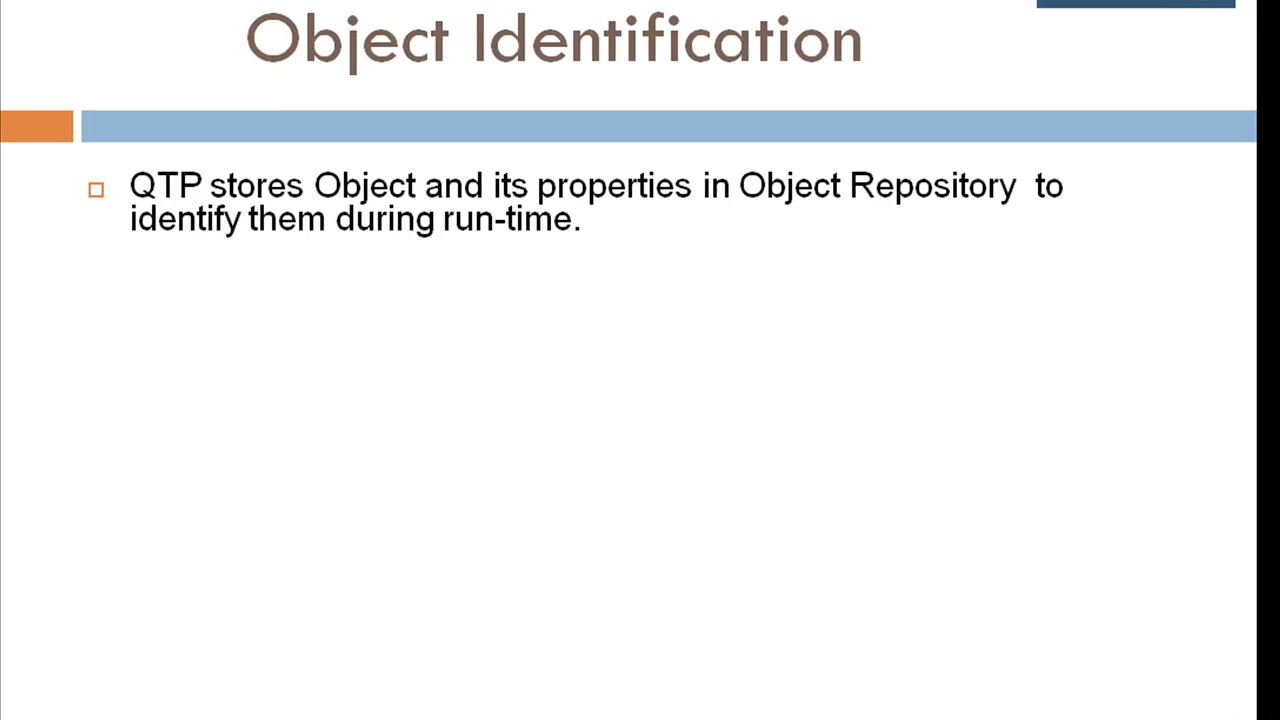 Object Identification
QTP stores Object and its properties in Object Repository  to
identify them during run-time.